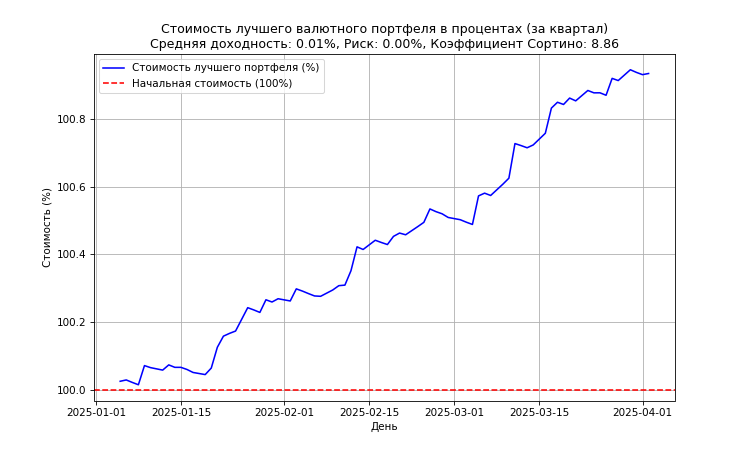 Стоимость лучшего валютного портфеля в процентах (за квартал)
Средняя доходность: 0.01%, Риск: 0.00%, Коэффициент Сортино: 8.86
Стоимость лучшего портфеля (%)
Начальная стоимость (100%)
Стоимость (%)
100.8
100.6
100.4
100.2
100.0
2025-01-01 2025-01-15 2025-02-01 2025-02-15 2025-03-01 2025-03-15 2025-04-01
День